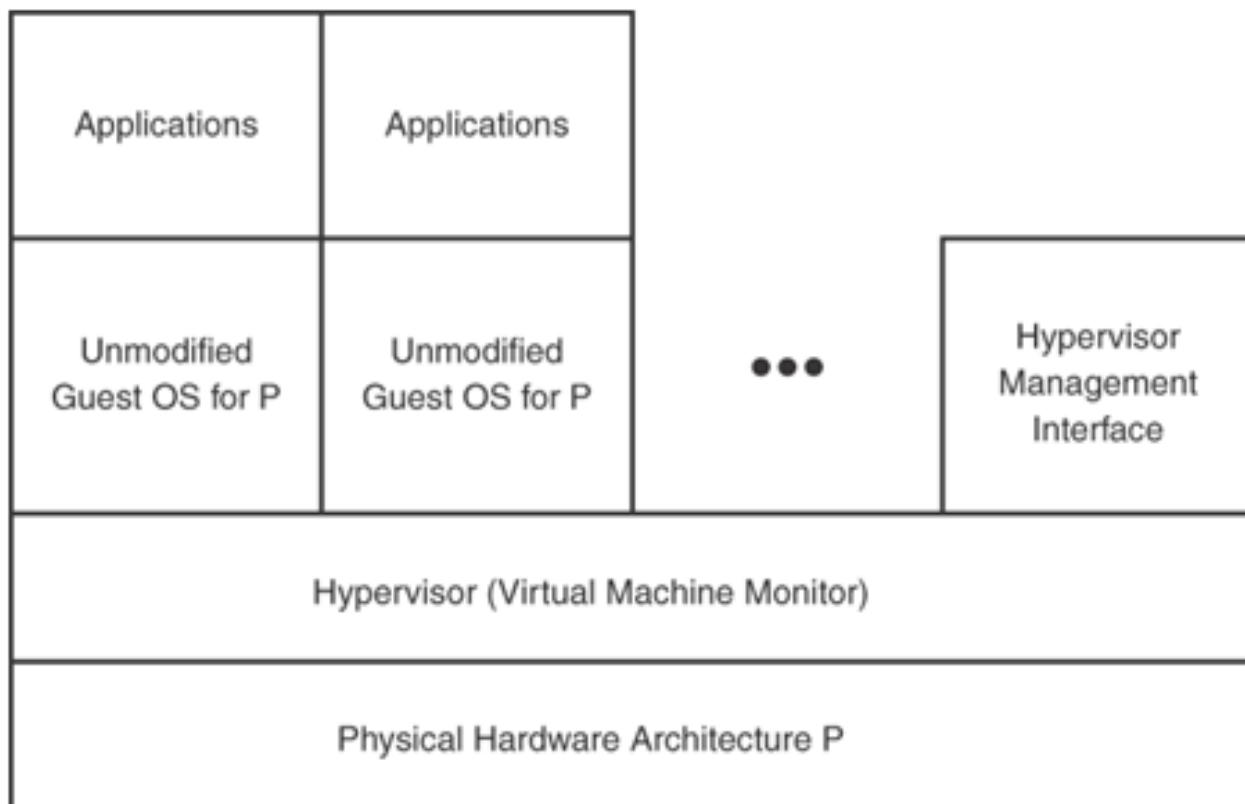 Applications
Applications
Unmodified
Guest OS for P
Unmodified
Guest OS for P
Hypervisor
Management
Interface
Hypervisor (Virtual Machine Monitor)
Physical Hardware Architecture P